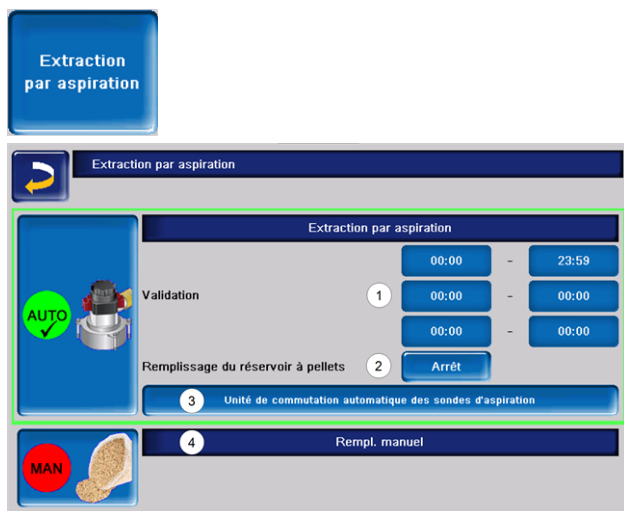 Extraction
par aspiration
Extraction par aspiration
Extraction par aspiration
00:00 - 23:59
Validation 1 00:00 - 00:00
00:00 - 00:00
AUTO
Remplissage du réservoir à pellets 2 Arrêt
3 Unité de commutation automatique des sondes d'aspiration
4 Rempl. manuel
MAN